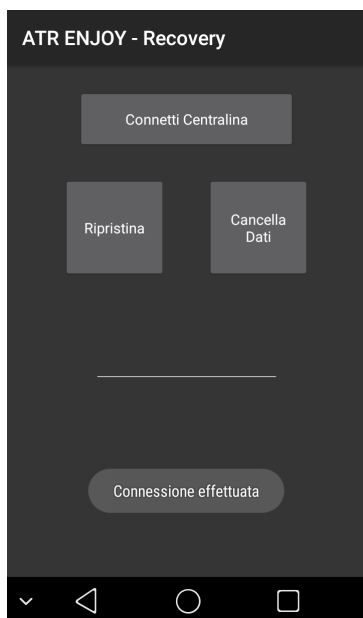 ATR ENJOY - Recovery
Connetti Centralina
Ripristina
Cancella
Dati
Connessione effettuata